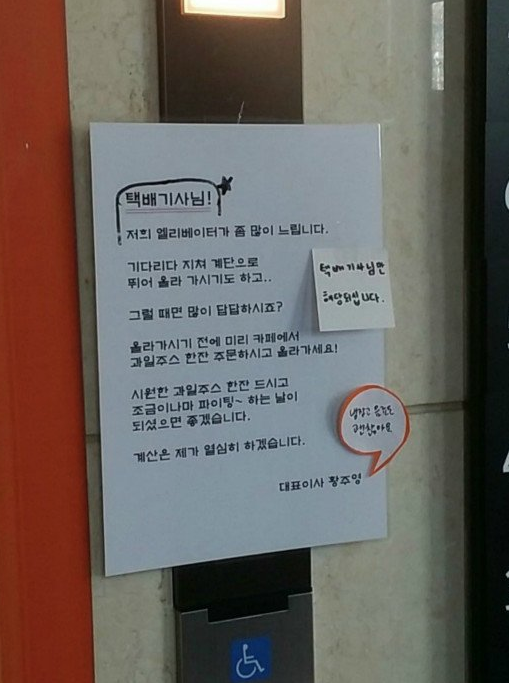 택배기사님!
저희 엘리베이터가 좀 많이 느립니다.
기다리다 지쳐 계단으로
뛰어 올라 가시기도 하고..
그럴 때면 많이 답답하시죠?
올라가시기 전에 미리 카페에서
과일주스 한잔 주문하시고 올라가세요!
시원한 과일주스 한잔 드시고
조금이나마 파이팅~ 하는 날이
되셨으면 좋겠습니다.
계산은 제가 열심히 하겠습니다.
대표이사 황주영
택배기사님만
해당되십니다.
냉장고 음료도
괜찮아요